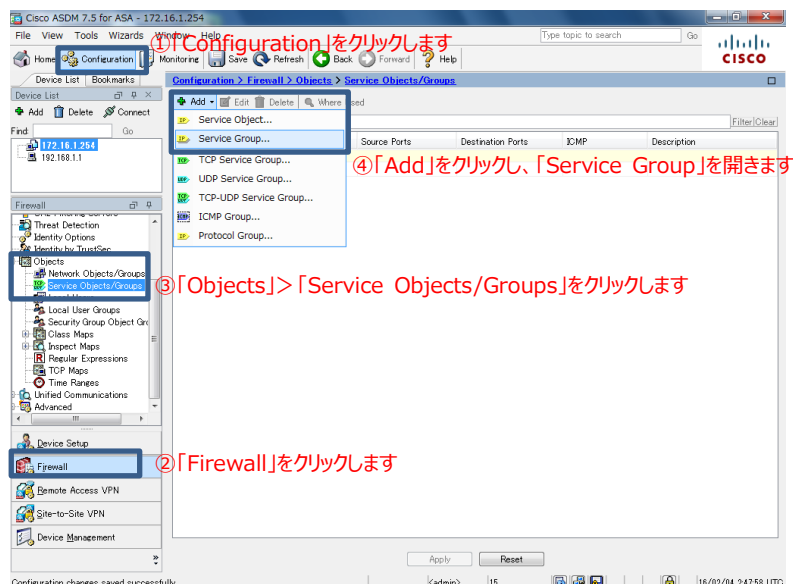 Cisco ASDM 7.5 for ASA - 172.16.1.254
File View Tools Wizards Window Help
Type topic to search Go
①「Configuration」をクリックします
Home Configuration Monitoring Save Refresh Back Forward ? Help
CISCO
Device List Bookmarks
Configuration > Firewall > Objects > Service Objects/Groups
Device List
Add Delete Connect
Find: Go
172.16.1.254
192.168.1.1
Add Edit Delete Where Used
Filter Clear
Service Object...
Service Group...
TCP Service Group...
UDP Service Group...
TCP-UDP Service Group...
ICMP Group...
Protocol Group...
Source Ports Destination Ports ICMP Description
④「Add」をクリックし、「Service Group」を開きます
Firewall
Threat Detection
Identity Options
Identity by TrustSec
Objects
Network Objects/Groups
Service Objects/Groups
③「Objects」＞「Service Objects/Groups」をクリックします
Local User Groups
Security Group Object Gro
Class Maps
Inspect Maps
Regular Expressions
TCP Maps
Time Ranges
Unified Communications
Advanced
Device Setup
Firewall
②「Firewall」をクリックします
Remote Access VPN
Site-to-Site VPN
Device Management
Apply Reset
Configuration changes saved successfully.
<admin> 15 16/02/04 2:47:58 UTC